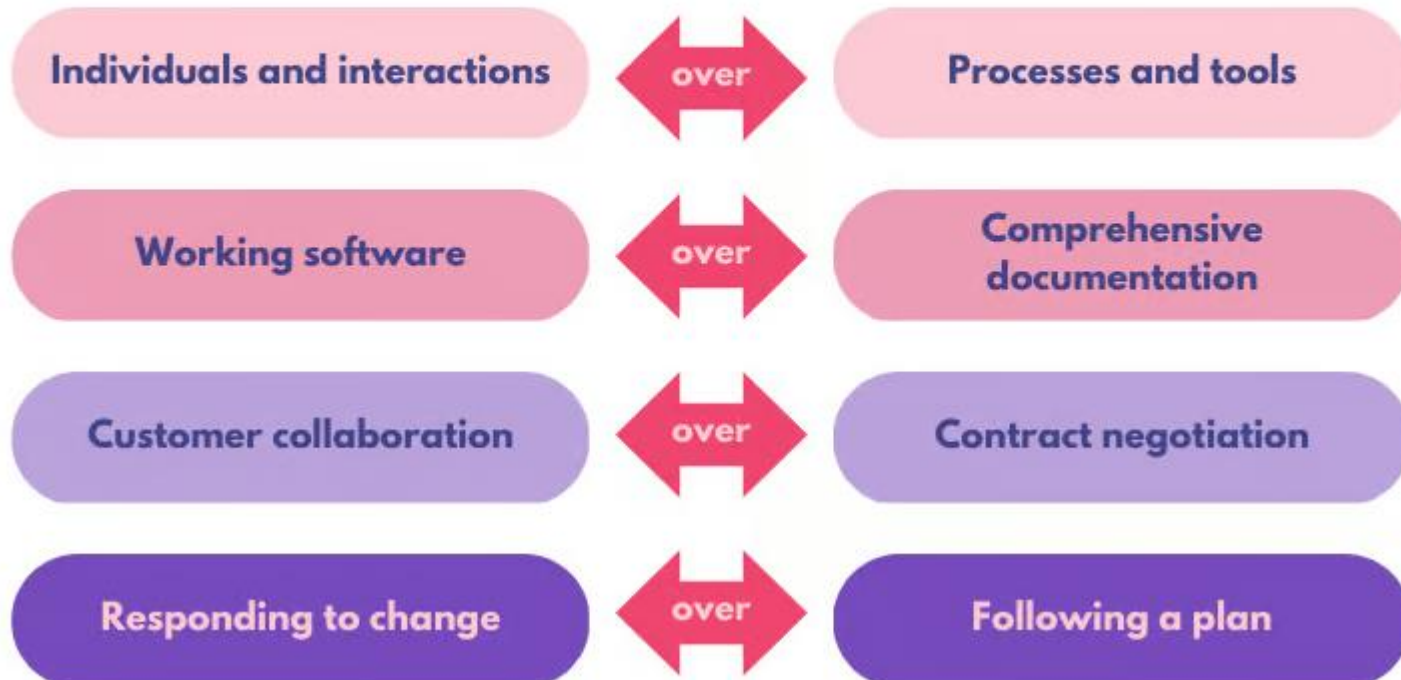 Individuals and interactions over Processes and tools
Working software over Comprehensive
documentation
Customer collaboration over Contract negotiation
Responding to change over Following a plan